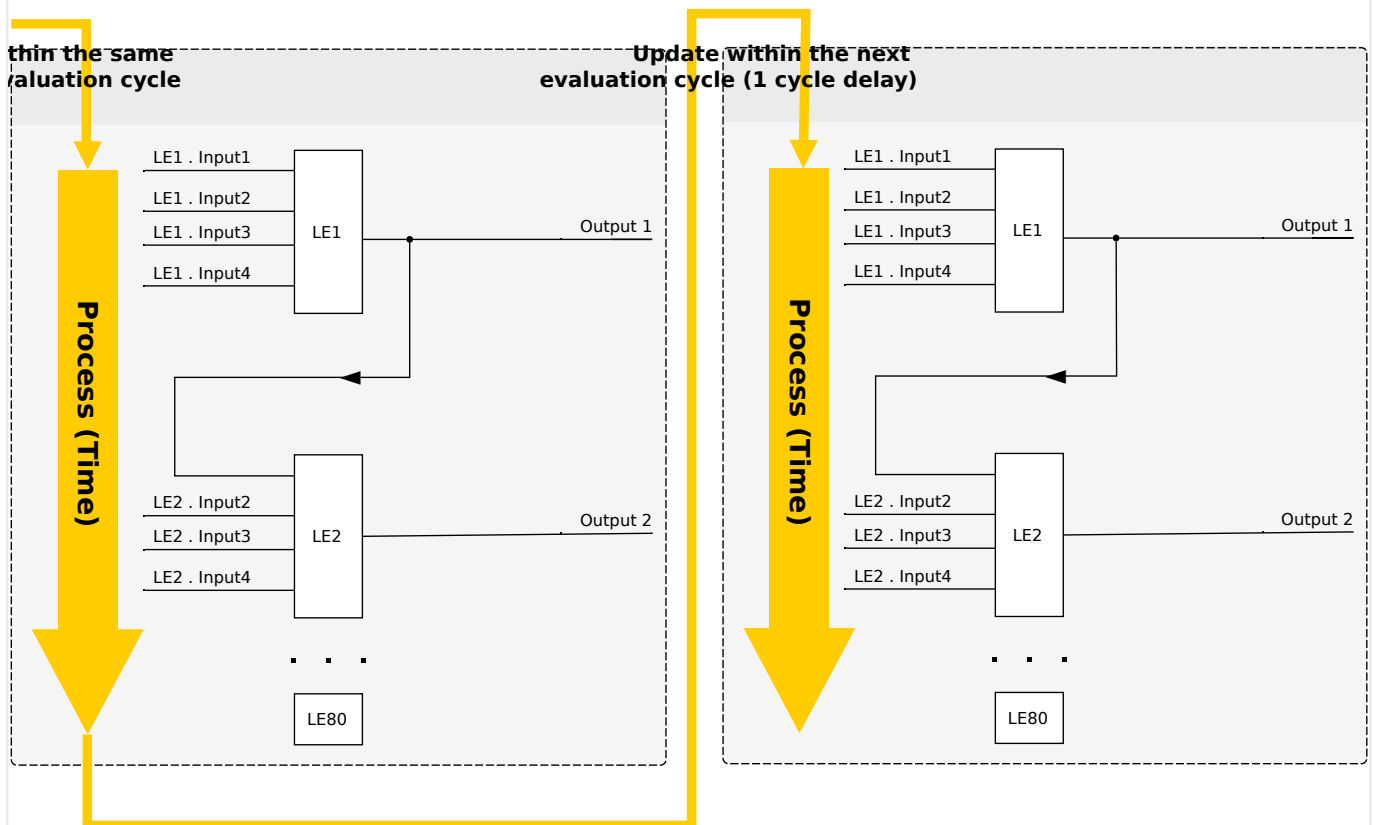 thin the same
valuation cycle
LE1 . Input1
LE1 . Input2
LE1 . Input3
LE1 . Input4
LE1
Output 1
Process (Time)
LE2 . Input2
LE2 . Input3
LE2 . Input4
LE2
Output 2
. . .
LE80
Update within the next
evaluation cycle (1 cycle delay)
LE1 . Input1
LE1 . Input2
LE1 . Input3
LE1 . Input4
LE1
Output 1
Process (Time)
LE2 . Input2
LE2 . Input3
LE2 . Input4
LE2
Output 2
. . .
LE80